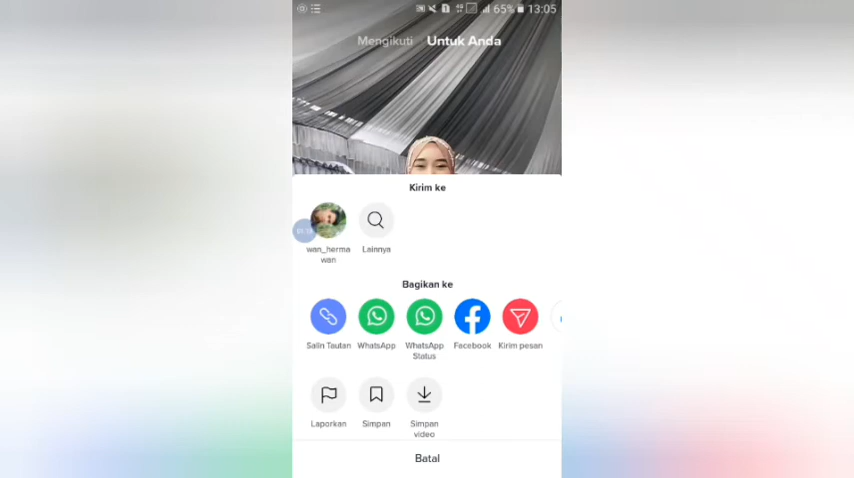 65% 13:05
Mengikuti Untuk Anda
Kirim ke
wan_herma
wan
Lainnya
Bagikan ke
Salin Tautan
WhatsApp
WhatsApp
Status
Facebook
Kirim pesan
Laporkan
Simpan
Simpan
video
Batal